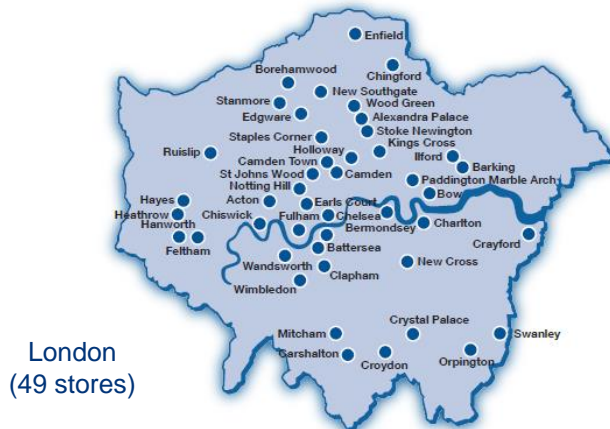 Enfield
Chingford
Borehamwood
New Southgate
Stanmore
Wood Green
Edgware
Alexandra Palace
Stoke Newington
Staples Corner
Kings Cross
Holloway
Ilford
Ruislip
Camden Town
Barking
St Johns Wood
Camden
Paddington Marble Arch
Notting Hill
Bow
Hayes
Acton
Earls Court
Heathrow
Chiswick
Fulham
Chelsea
Hanworth
Bermondsey
Charlton
Crayford
Feltham
Battersea
Wandsworth
Clapham
New Cross
Wimbledon
Mitcham
Crystal Palace
Swanley
Carshalton
Croydon
Orpington
London
(49 stores)